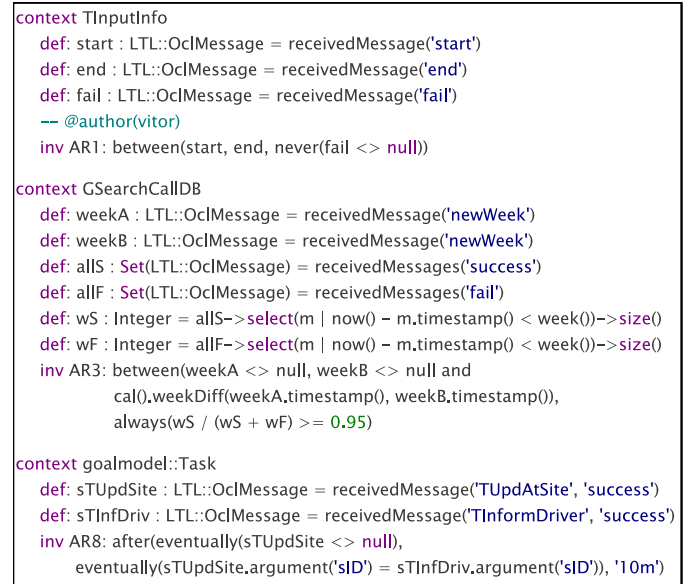 context TInputInfo
def: start : LTL::OclMessage = receivedMessage('start')
def: end : LTL::OclMessage = receivedMessage('end')
def: fail : LTL::OclMessage = receivedMessage('fail')
-- @author(vitor)
inv AR1: between(start, end, never(fail <> null))
context GSearchCallDB
def: weekA : LTL::OclMessage = receivedMessage('newWeek')
def: weekB : LTL::OclMessage = receivedMessage('newWeek')
def: allS : Set(LTL::OclMessage) = receivedMessages('success')
def: allF : Set(LTL::OclMessage) = receivedMessages('fail')
def: wS : Integer = allS->select(m | now() - m.timestamp() < week())->size()
def: wF : Integer = allF->select(m | now() - m.timestamp() < week())->size()
inv AR3: between(weekA <> null, weekB <> null and
cal().weekDiff(weekA.timestamp(), weekB.timestamp()),
always(wS / (wS + wF) >= 0.95)
context goalmodel::Task
def: sTUpdSite : LTL::OclMessage = receivedMessage('TUpdAtSite', 'success')
def: sTInfDriv : LTL::OclMessage = receivedMessage('TInformDriver', 'success')
inv AR8: after(eventually(sTUpdSite <> null),
eventually(sTUpdSite.argument('sID') = sTInfDriv.argument('sID')), '10m')